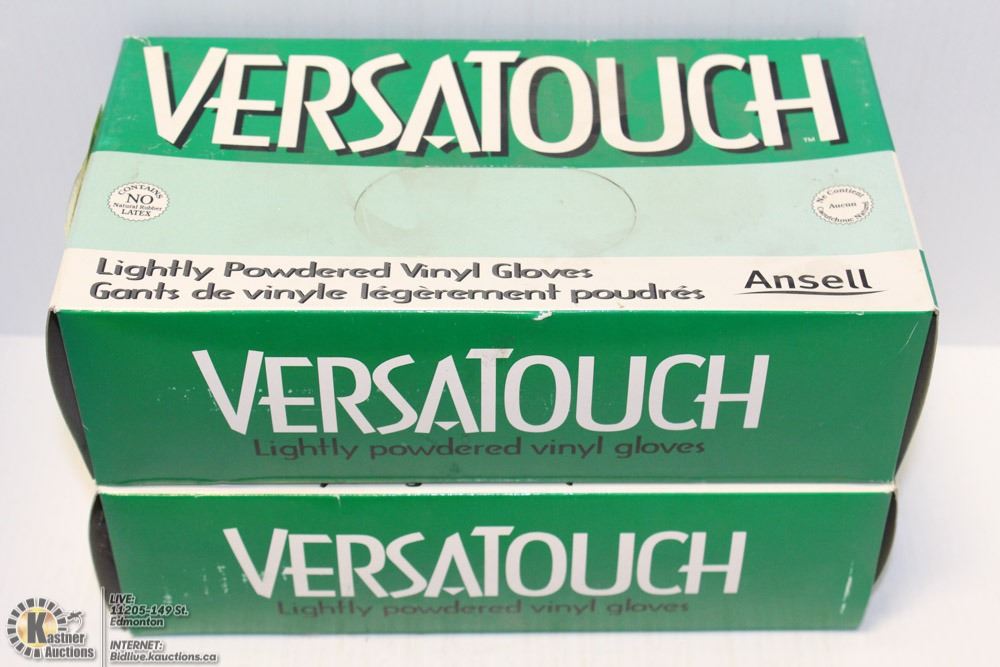 VERSATOUCH
™
CONTAINS
NO
Natural Rubber
LATEX
Ne Contient
Aucun
Caoutchouc Naturel
Lightly Powdered Vinyl Gloves
Gants de vinyle légèrement poudrés
Ansell
VERSATOUCH
Lightly powdered vinyl gloves
VERSATOUCH
Lightly powdered vinyl gloves
Kastner
Auctions
LIVE:
11205-149 St.
Edmonton
INTERNET:
Bidlive.kauctions.ca